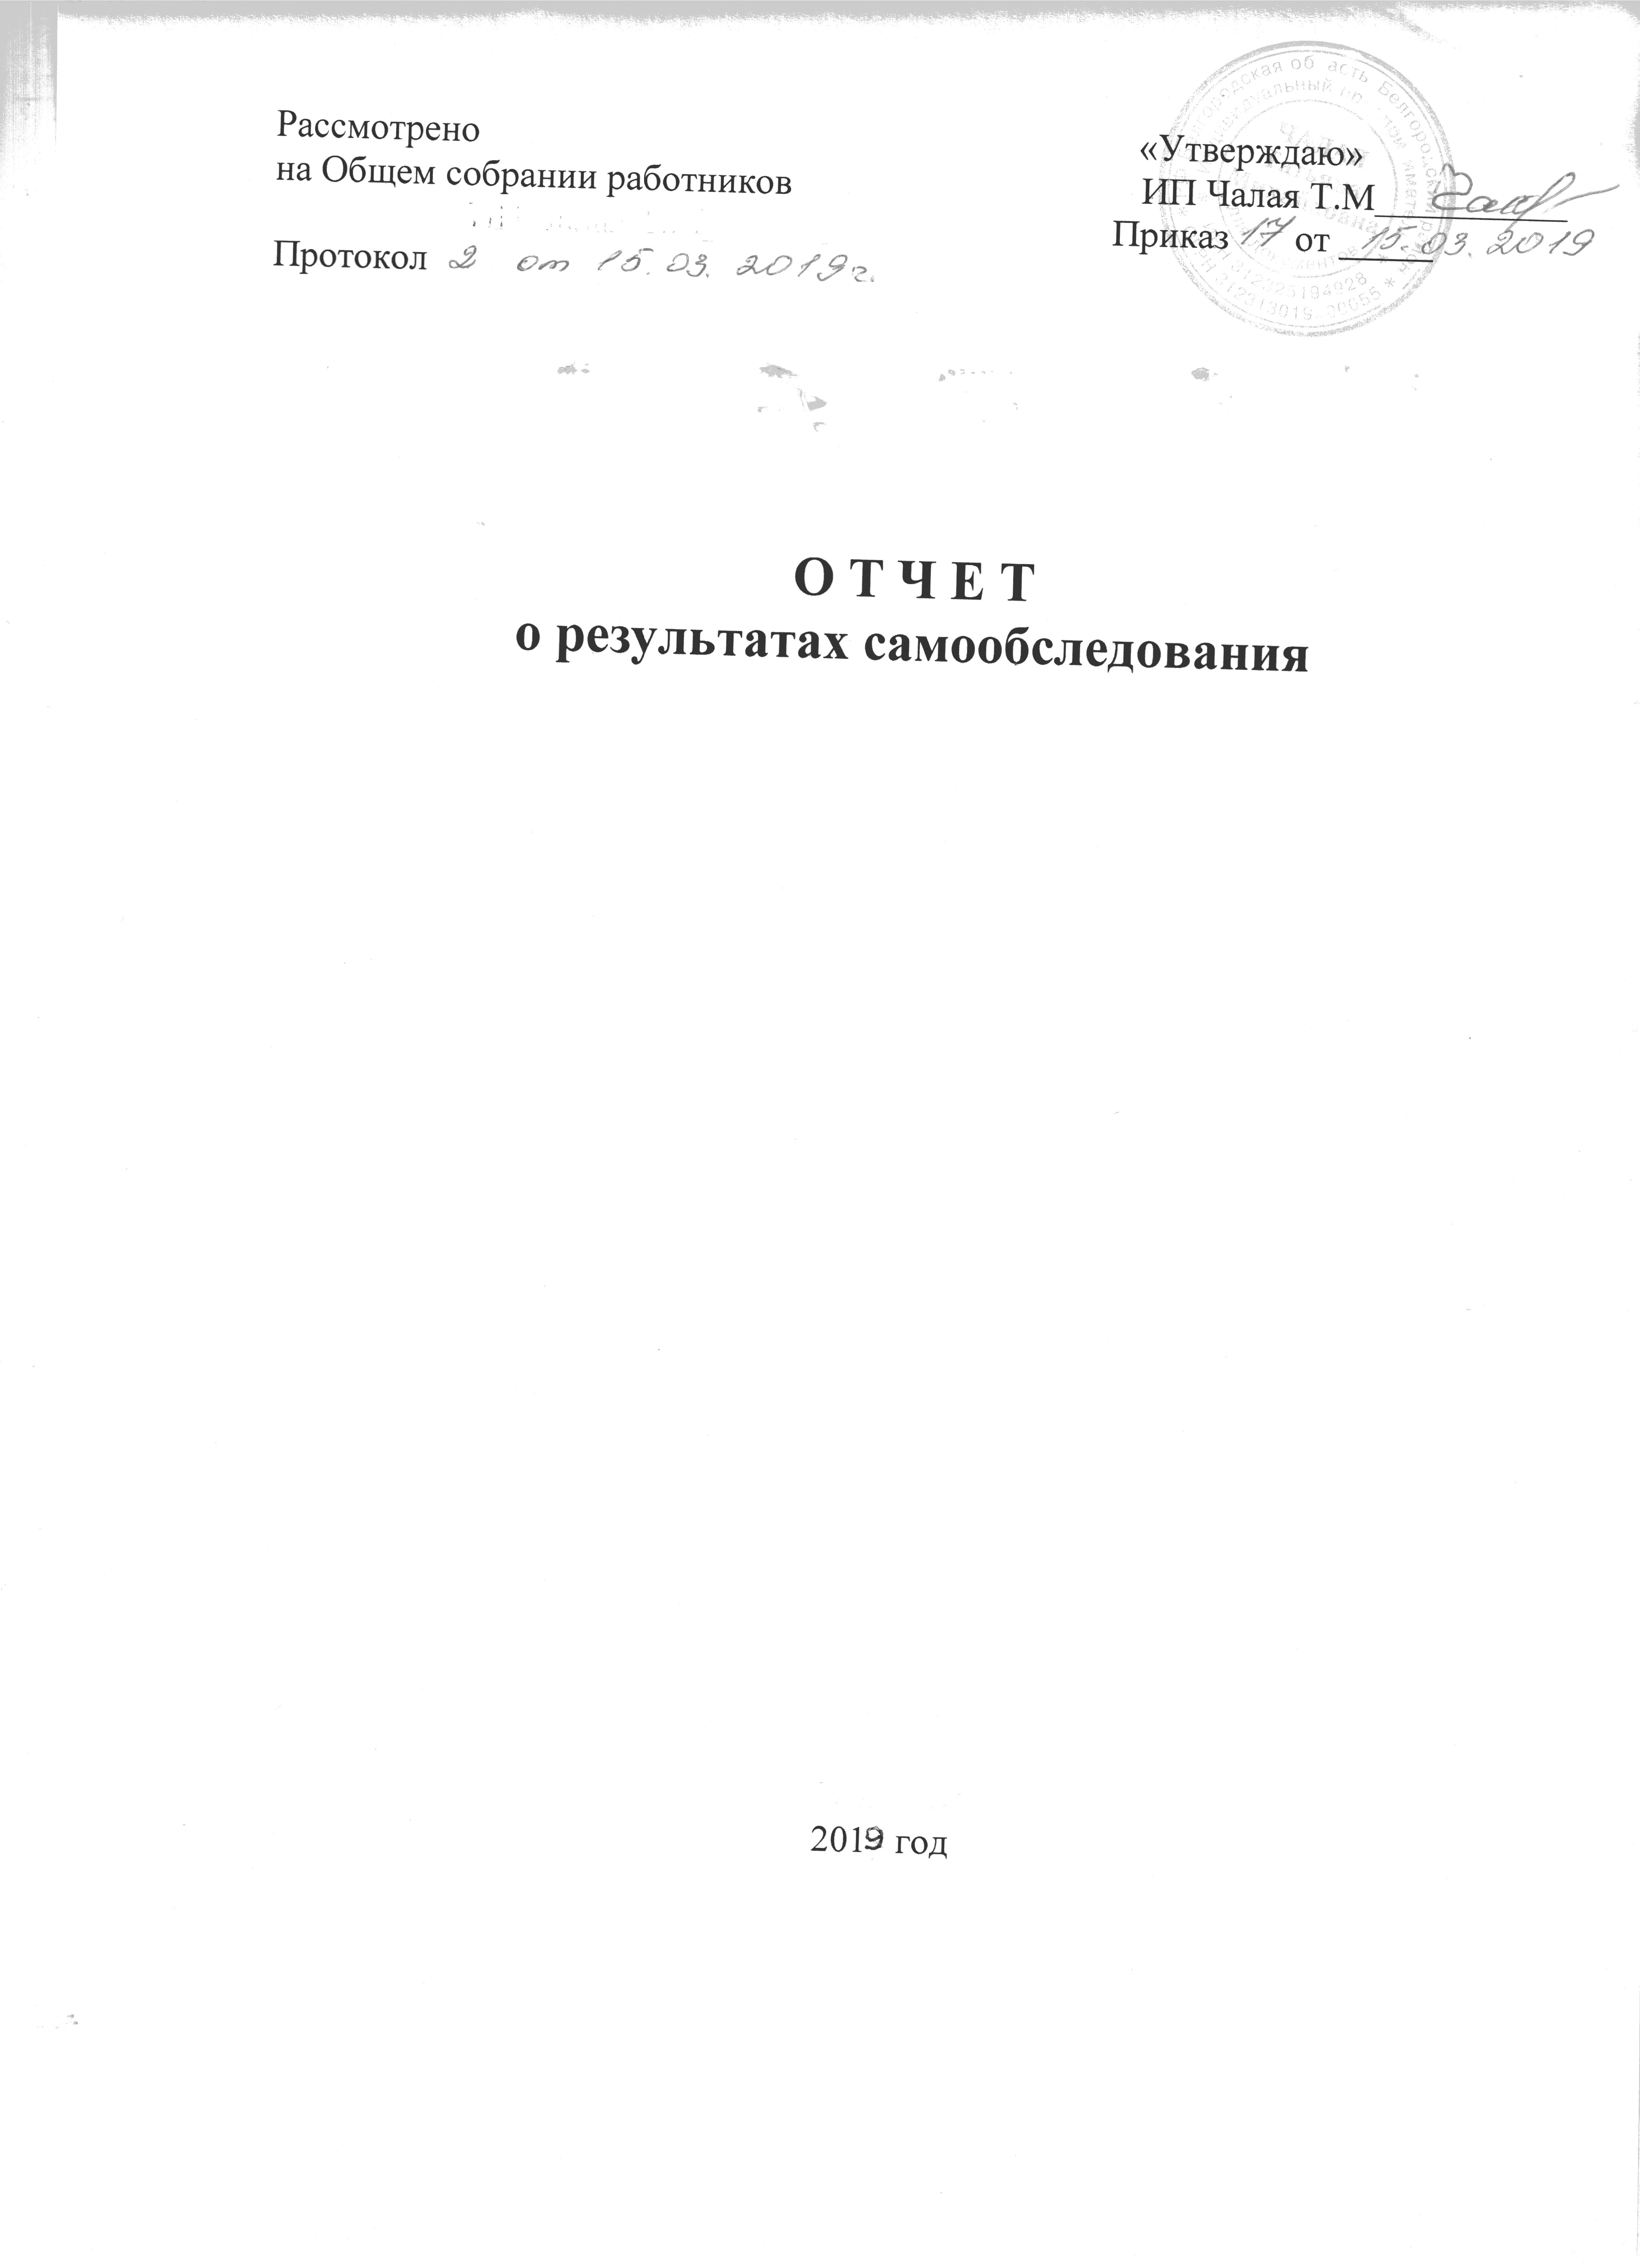 Рассмотрено
на Общем собрании работников
Протокол 2 от 15.03.2019г.
«Утверждаю»
ИП Чалая Т.М
Приказ 17 от 15.03.2019
О Т Ч Е Т
о результатах самообследования
2019 год